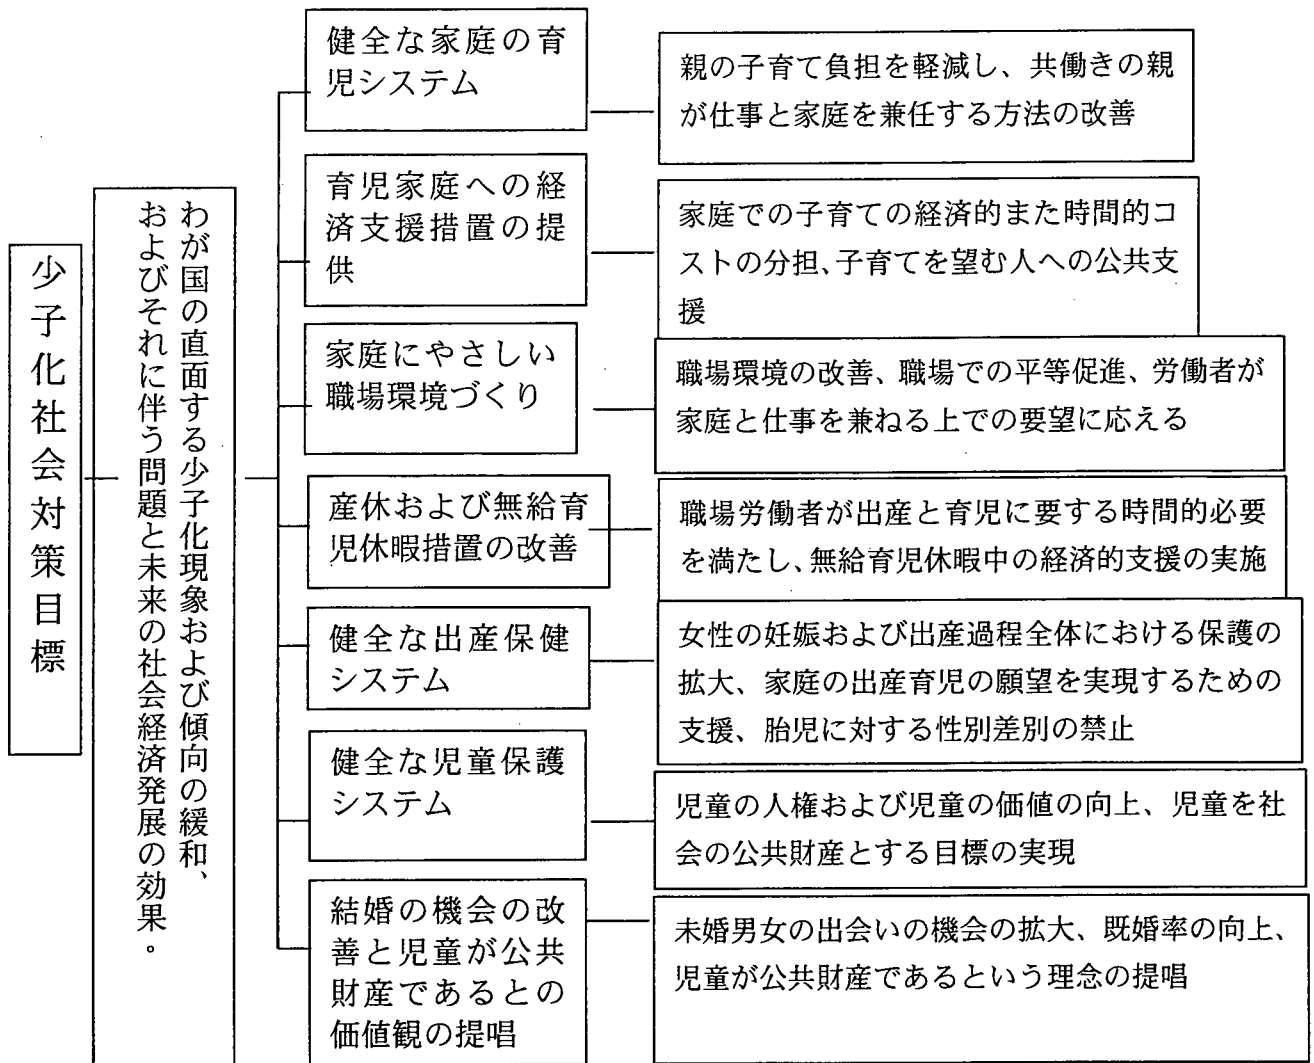 少子化社会対策目標
わが国の直面する少子化現象および傾向の緩和、
およびそれに伴う問題と未来の社会経済発展の効果。
健全な家庭の育
児システム
親の子育て負担を軽減し、共働きの親
が仕事と家庭を兼任する方法の改善
育児家庭への経
済支援措置の提
供
家庭での子育ての経済的また時間的コ
ストの分担、子育てを望む人への公共支
援
家庭にやさしい
職場環境づくり
職場環境の改善、職場での平等促進、労働者が
家庭と仕事を兼ねる上での要望に応える
産休および無給育
児休暇措置の改善
職場労働者が出産と育児に要する時間的必要
を満たし、無給育児休暇中の経済的支援の実施
健全な出産保健
システム
女性の妊娠および出産過程全体における保護の
拡大、家庭の出産育児の願望を実現するための
支援、胎児に対する性別差別の禁止
健全な児童保護
システム
児童の人権および児童の価値の向上、児童を社
会の公共財産とする目標の実現
結婚の機会の改
善と児童が公共
財産であるとの
価値観の提唱
未婚男女の出会いの機会の拡大、既婚率の向上、
児童が公共財産であるという理念の提唱